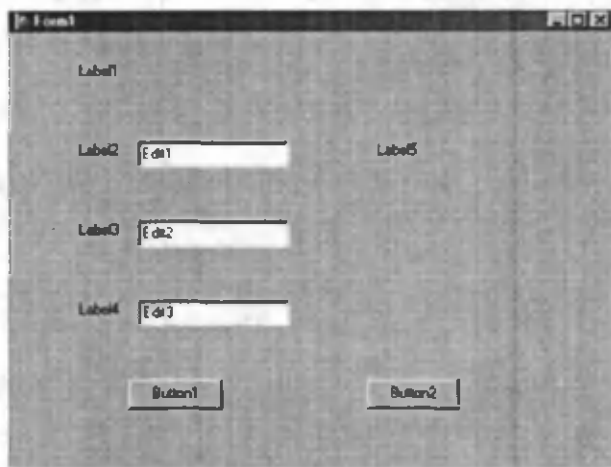 Form1
Label1
Label2 Edit1 Label5
Label3 Edit2
Label4 Edit3
Button1 Button2